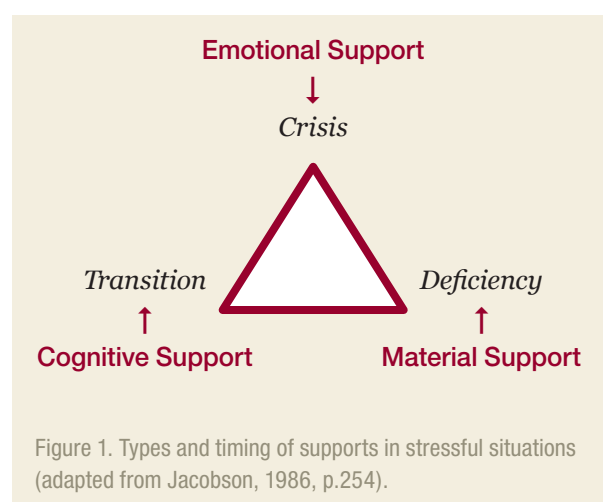 Emotional Support
Crisis
Transition
Deficiency
Cognitive Support
Material Support
Figure 1. Types and timing of supports in stressful situations
(adapted from Jacobson, 1986, p.254).